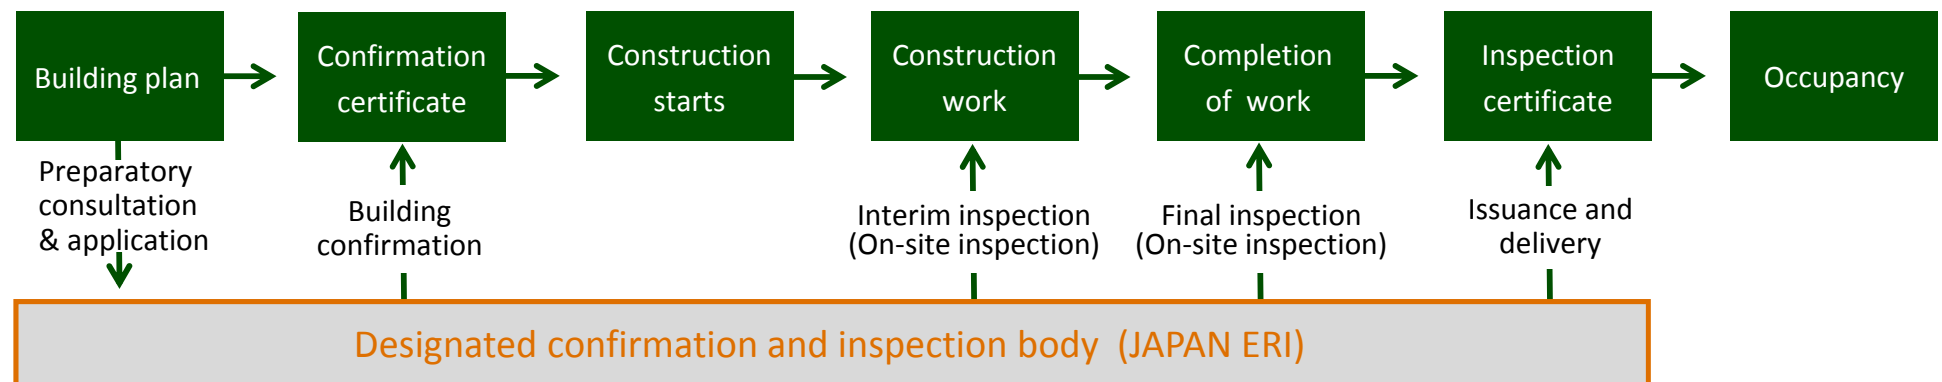 Building plan
Confirmation
certificate
Construction
starts
Construction
work
Completion
of work
Inspection
certificate
Occupancy
Preparatory
consultation
& application
Building
confirmation
Interim inspection
(On-site inspection)
Final inspection
(On-site inspection)
Issuance and
delivery
Designated confirmation and inspection body (JAPAN ERI)